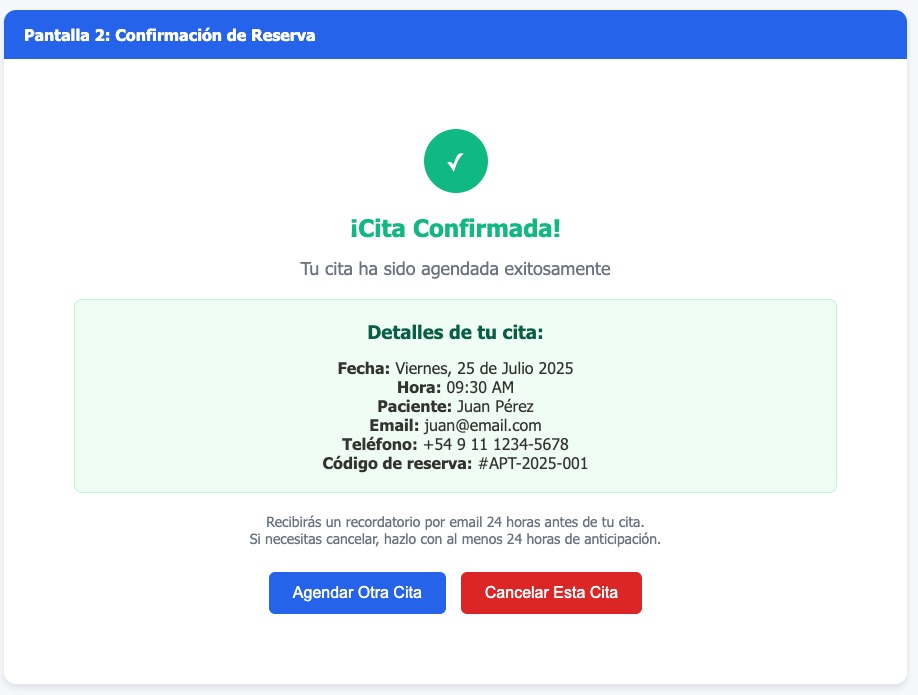 Pantalla 2: Confirmación de Reserva
✓
¡Cita Confirmada!
Tu cita ha sido agendada exitosamente
Detalles de tu cita:
Fecha: Viernes, 25 de Julio 2025
Hora: 09:30 AM
Paciente: Juan Pérez
Email: juan@email.com
Teléfono: +54 9 11 1234-5678
Código de reserva: #APT-2025-001
Recibirás un recordatorio por email 24 horas antes de tu cita.
Si necesitas cancelar, hazlo con al menos 24 horas de anticipación.
Agendar Otra Cita
Cancelar Esta Cita